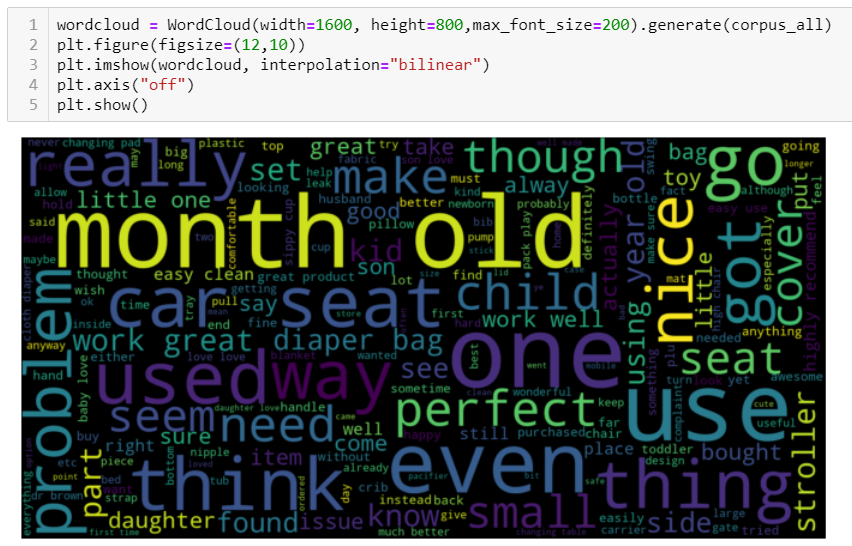 1 wordcloud = WordCloud(width=1600, height=800,max_font_size=200).generate(corpus_all)
2 plt.figure(figsize=(12,10))
3 plt.imshow(wordcloud, interpolation="bilinear")
4 plt.axis("off")
5 plt.show()
never
changing pad
plastic
top
great
try
take
though
year old
swing
bag
go
going
longer
may
big
long
really
set
help
leak
fabric
son love
make
must
well made
toy
fact
although
put
feel
allow
looking
husband
kind
newborn
alway
probably
bottle
make sure
easy use
hold
little one
good
better
bib
definitely
said
month old
comfortable
sippy cup
pillow
pump
pack play
home
actually
nice
got
cover
especially
highly recommend
made
two
cup
kid
stick
maybe
thought
easy clean
great product
son
lot
find
size
lid
case
mat
little
high chair
cloth diaper
wish
getting
car seat
child
ok
time
tray
pull
say
first
work well
using
plu
needed
anything
problem
inside
mean
end
fine
store
hard
bad
anyway
work great
diaper bag
one
seat
either
love love
wanted
see
best
went
mobile
something
turn
look
yet
awesome
hand
baby love
used
blanket
way
sometime
clean
wonderful
use
cute
complaint
useful
seem
daughter love
handle
need
came
perfect
keep
far
buy
right
sure
nipple
well
come
happy
still
purchased
chair
stroller
etc
piece
item
without
even
place
toddler
design
bought
everything
option
point
bed
part
want
strap
bottom
loved
think
already
pacifier
bit
safe
thing
dr brown
tub
ordered
crib
day
instead
back
easily
large
daughter
found
issue
know
give
small
side
carrier
gate
tried
first time
much better
changing table